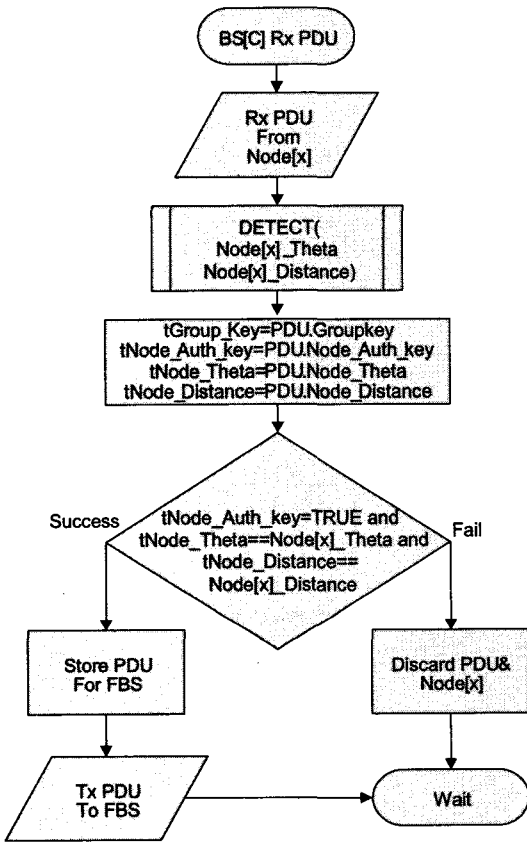 BS[C] Rx PDU
Rx PDU
From
Node[x]
DETECT(
Node[x]_Theta
Node[x]_Distance)
tGroup_Key=PDU.Groupkey
tNode_Auth_key=PDU.Node_Auth_key
tNode_Theta=PDU.Node_Theta
tNode_Distance=PDU.Node_Distance
Success
tNode_Auth_key=TRUE and
tNode_Theta==Node[x]_Theta and
tNode_Distance==
Node[x]_Distance
Fail
Store PDU
For FBS
Discard PDU&
Node[x]
Tx PDU
To FBS
Wait